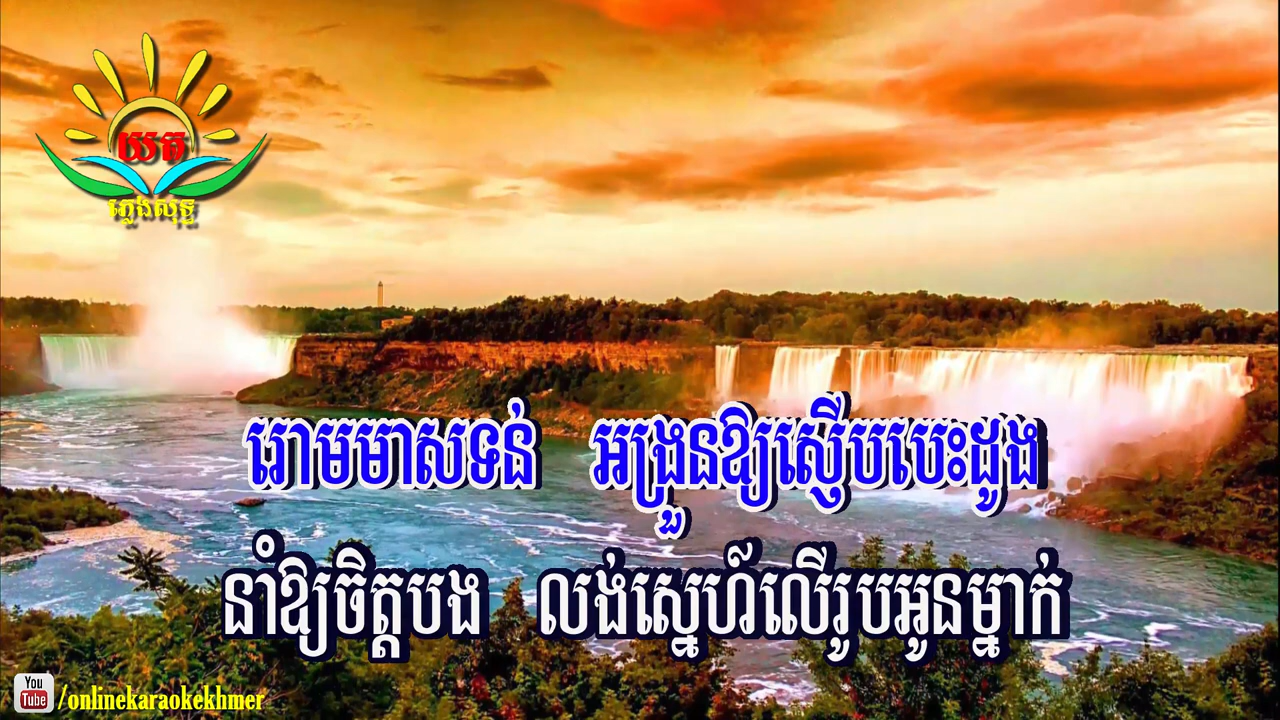 យត
ភ្លេងសុទ្ធ
រោមមាសទន់ អង្រួនឱ្យស្ញើបបេះដូង
នាំឱ្យចិត្តបង លង់ស្នេហ៍លើរូបអូនម្នាក់
You Tube /onlinekaraokekhmer